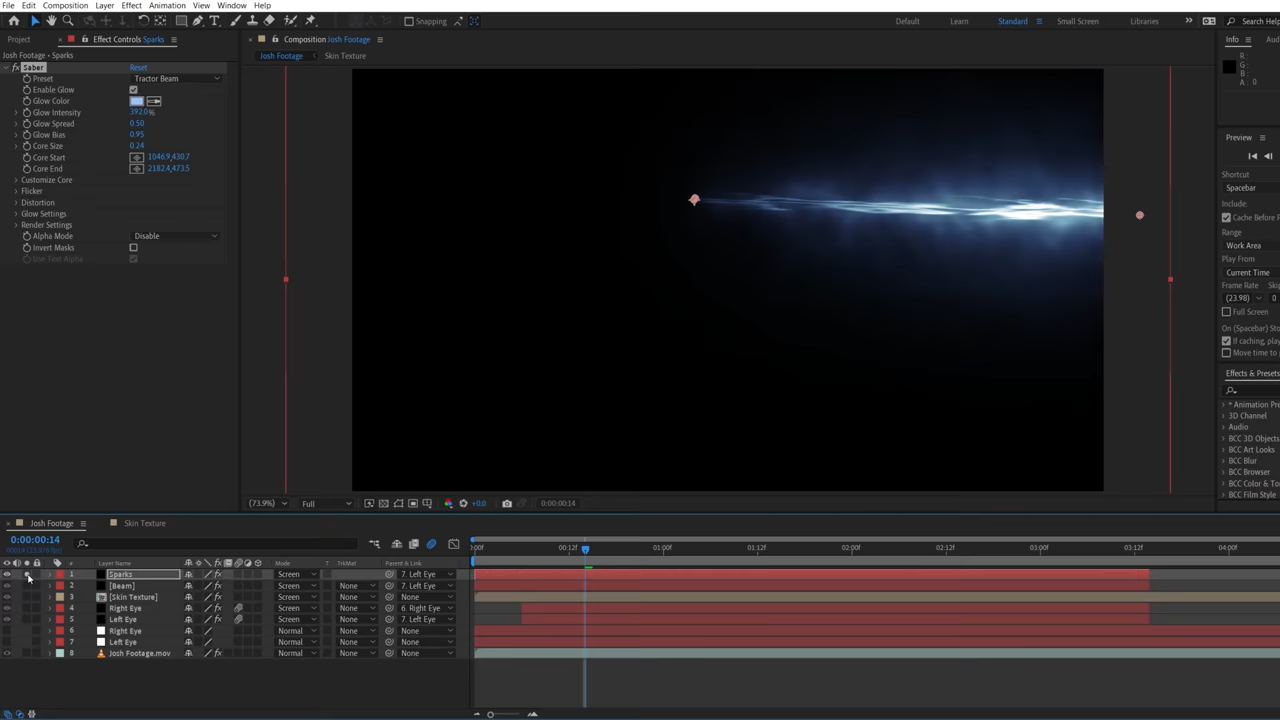 File Edit Composition Layer Effect Animation View Window Help
Snapping Default Learn Standard Small Screen Libraries Search Help
Project Effect Controls Sparks Composition Josh Footage Info Aud
Josh Footage • Sparks Josh Footage Skin Texture
fx Saber Reset
Preset Tractor Beam
Enable Glow
Glow Color
Glow Intensity 392.0%
Glow Spread 0.50
Glow Bias 0.95
Core Size 0.24
Core Start 1046.9,430.7
Core End 2182.4,473.5
Customize Core
Flicker
Distortion
Glow Settings
Render Settings
Alpha Mode Disable
Invert Masks
Use Text Alpha
R:
G:
B:
A: 0
Preview
Shortcut
Spacebar
Include:
Cache Before P
Range
Work Area
Play From
Current Time
Frame Rate Skip
(23.98) 0
Full Screen
On (Spacebar) Sto
If caching, play
Move time to p
Effects & Presets
* Animation Pre
3D Channel
Audio
BCC 3D Objects
BCC Art Looks
BCC Blur
BCC Browser
BCC Color & To
BCC Film Style
(73.9%) Full +0.0 0:00:00:14
Josh Footage Skin Texture
0:00:00:14
# Layer Name Mode T TrkMat Parent & Link
:00f 00:12f 01:00f 01:12f 02:00f 02:12f 03:00f 03:12f 04:00f
1 Sparks Screen 7. Left Eye
2 [Beam] Screen None 7. Left Eye
3 [Skin Texture] Screen None None
4 Right Eye Screen None 6. Right Eye
5 Left Eye Screen None 7. Left Eye
6 Right Eye Normal None None
7 Left Eye Normal None None
8 Josh Footage.mov Normal None None